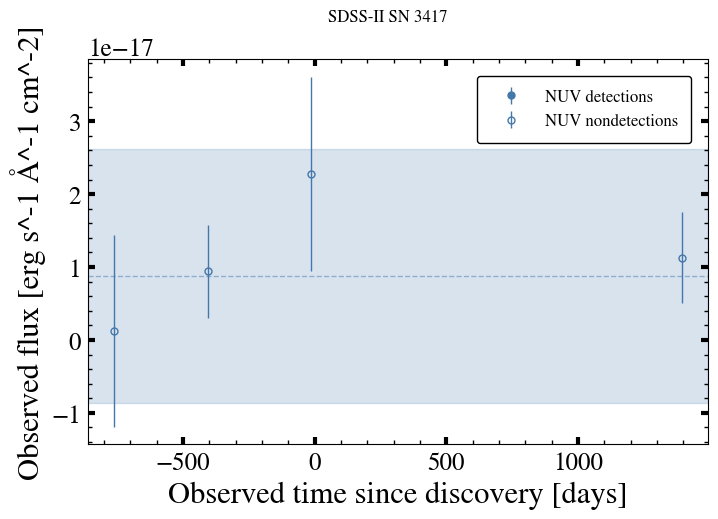 SDSS-II SN 3417
1e−17
NUV detections
NUV nondetections
3
2
1
0
−1
Observed flux [erg s^-1 Å^-1 cm^-2]
−500
0
500
1000
Observed time since discovery [days]